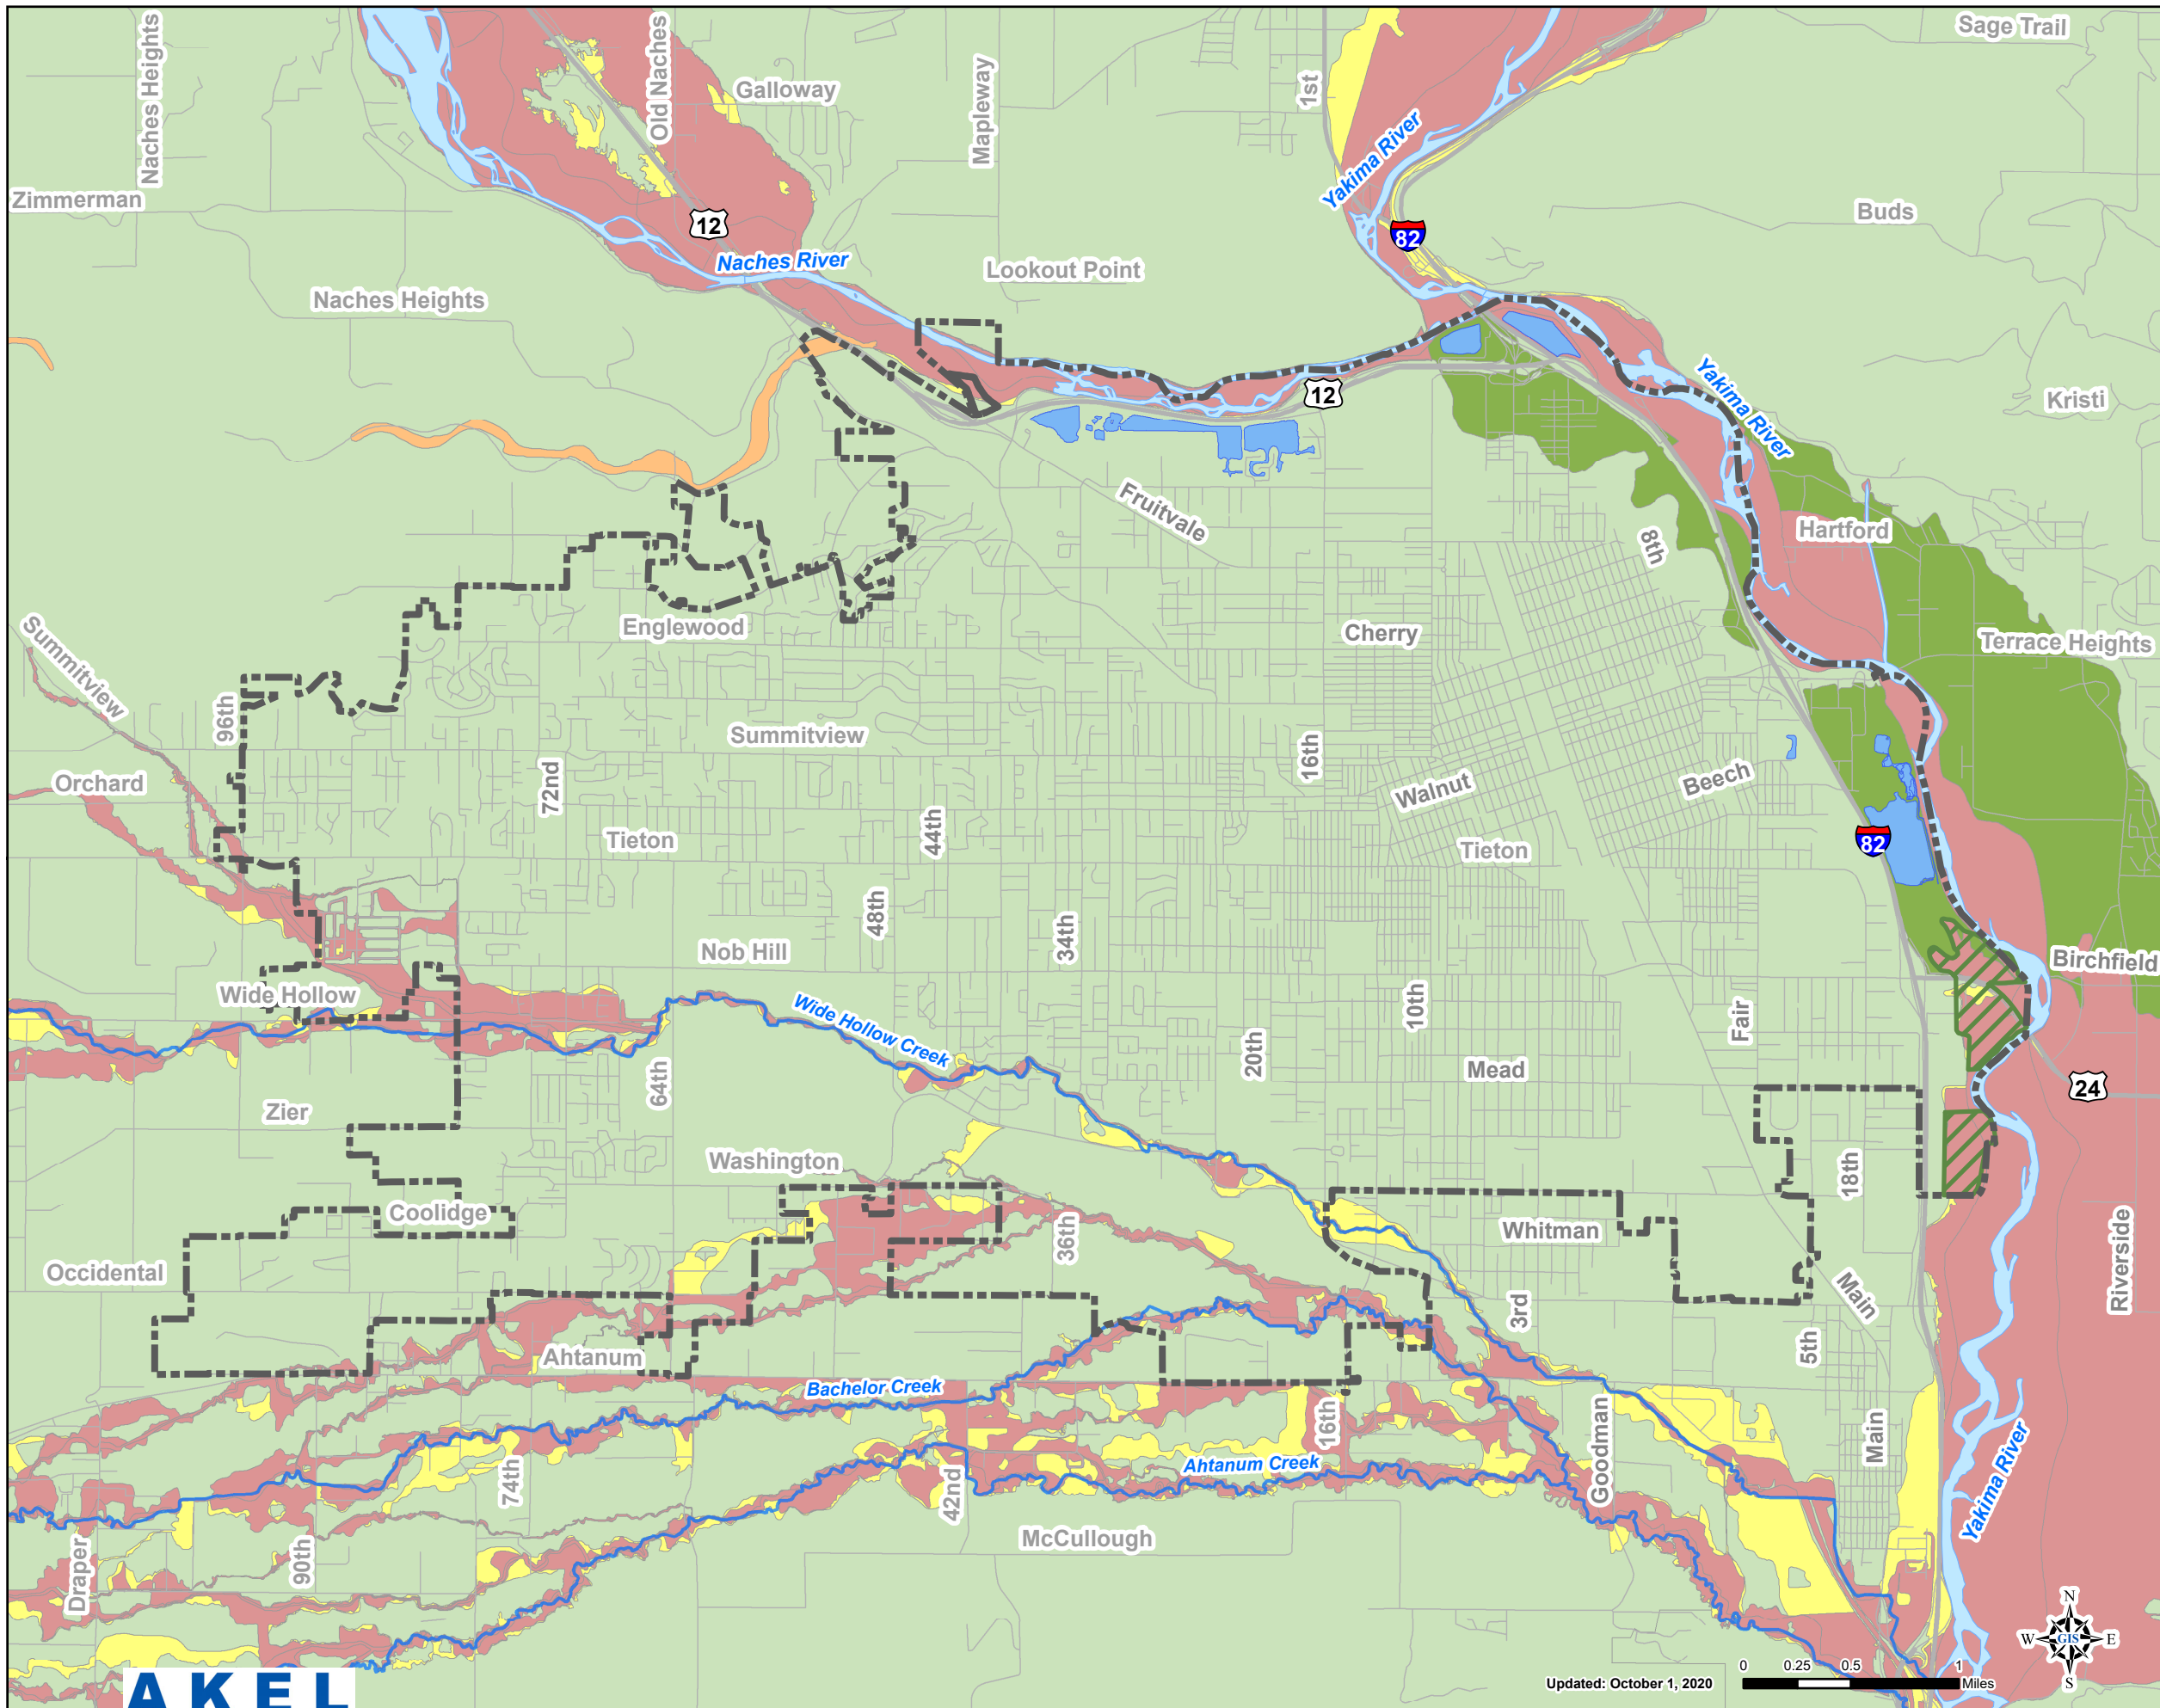 Sage Trail
Naches Heights
Old Naches
Galloway
Mapleway
1st
Yakima River
Zimmerman
12
82
Buds
Naches River
Lookout Point
Naches Heights
Yakima River
12
Kristi
Fruitvale
8th
Hartford
Summitview
Englewood
Cherry
Terrace Heights
96th
Summitview
16th
Orchard
72nd
Walnut
Beech
Tieton
44th
Tieton
82
48th
34th
Nob Hill
Birchfield
Wide Hollow
Wide Hollow Creek
10th
Fair
20th
64th
Mead
24
Zier
Washington
18th
Coolidge
36th
Whitman
Occidental
Main
Riverside
3rd
5th
Ahtanum
Bachelor Creek
16th
Goodman
Main
74th
42nd
Ahtanum Creek
Yakima River
McCullough
Draper
90th
N
W GIS E
S
AKEL
Updated: October 1, 2020
0 0.25 0.5 1
Miles